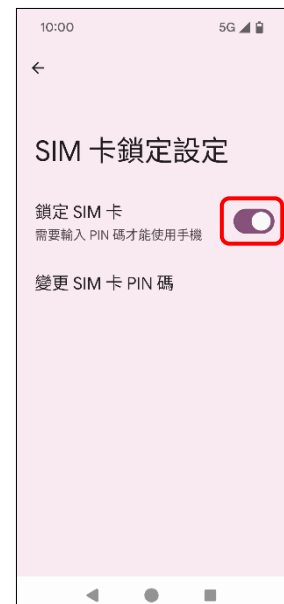 10:00 5G
SIM 卡鎖定設定
鎖定 SIM 卡
需要輸入 PIN 碼才能使用手機
變更 SIM 卡 PIN 碼